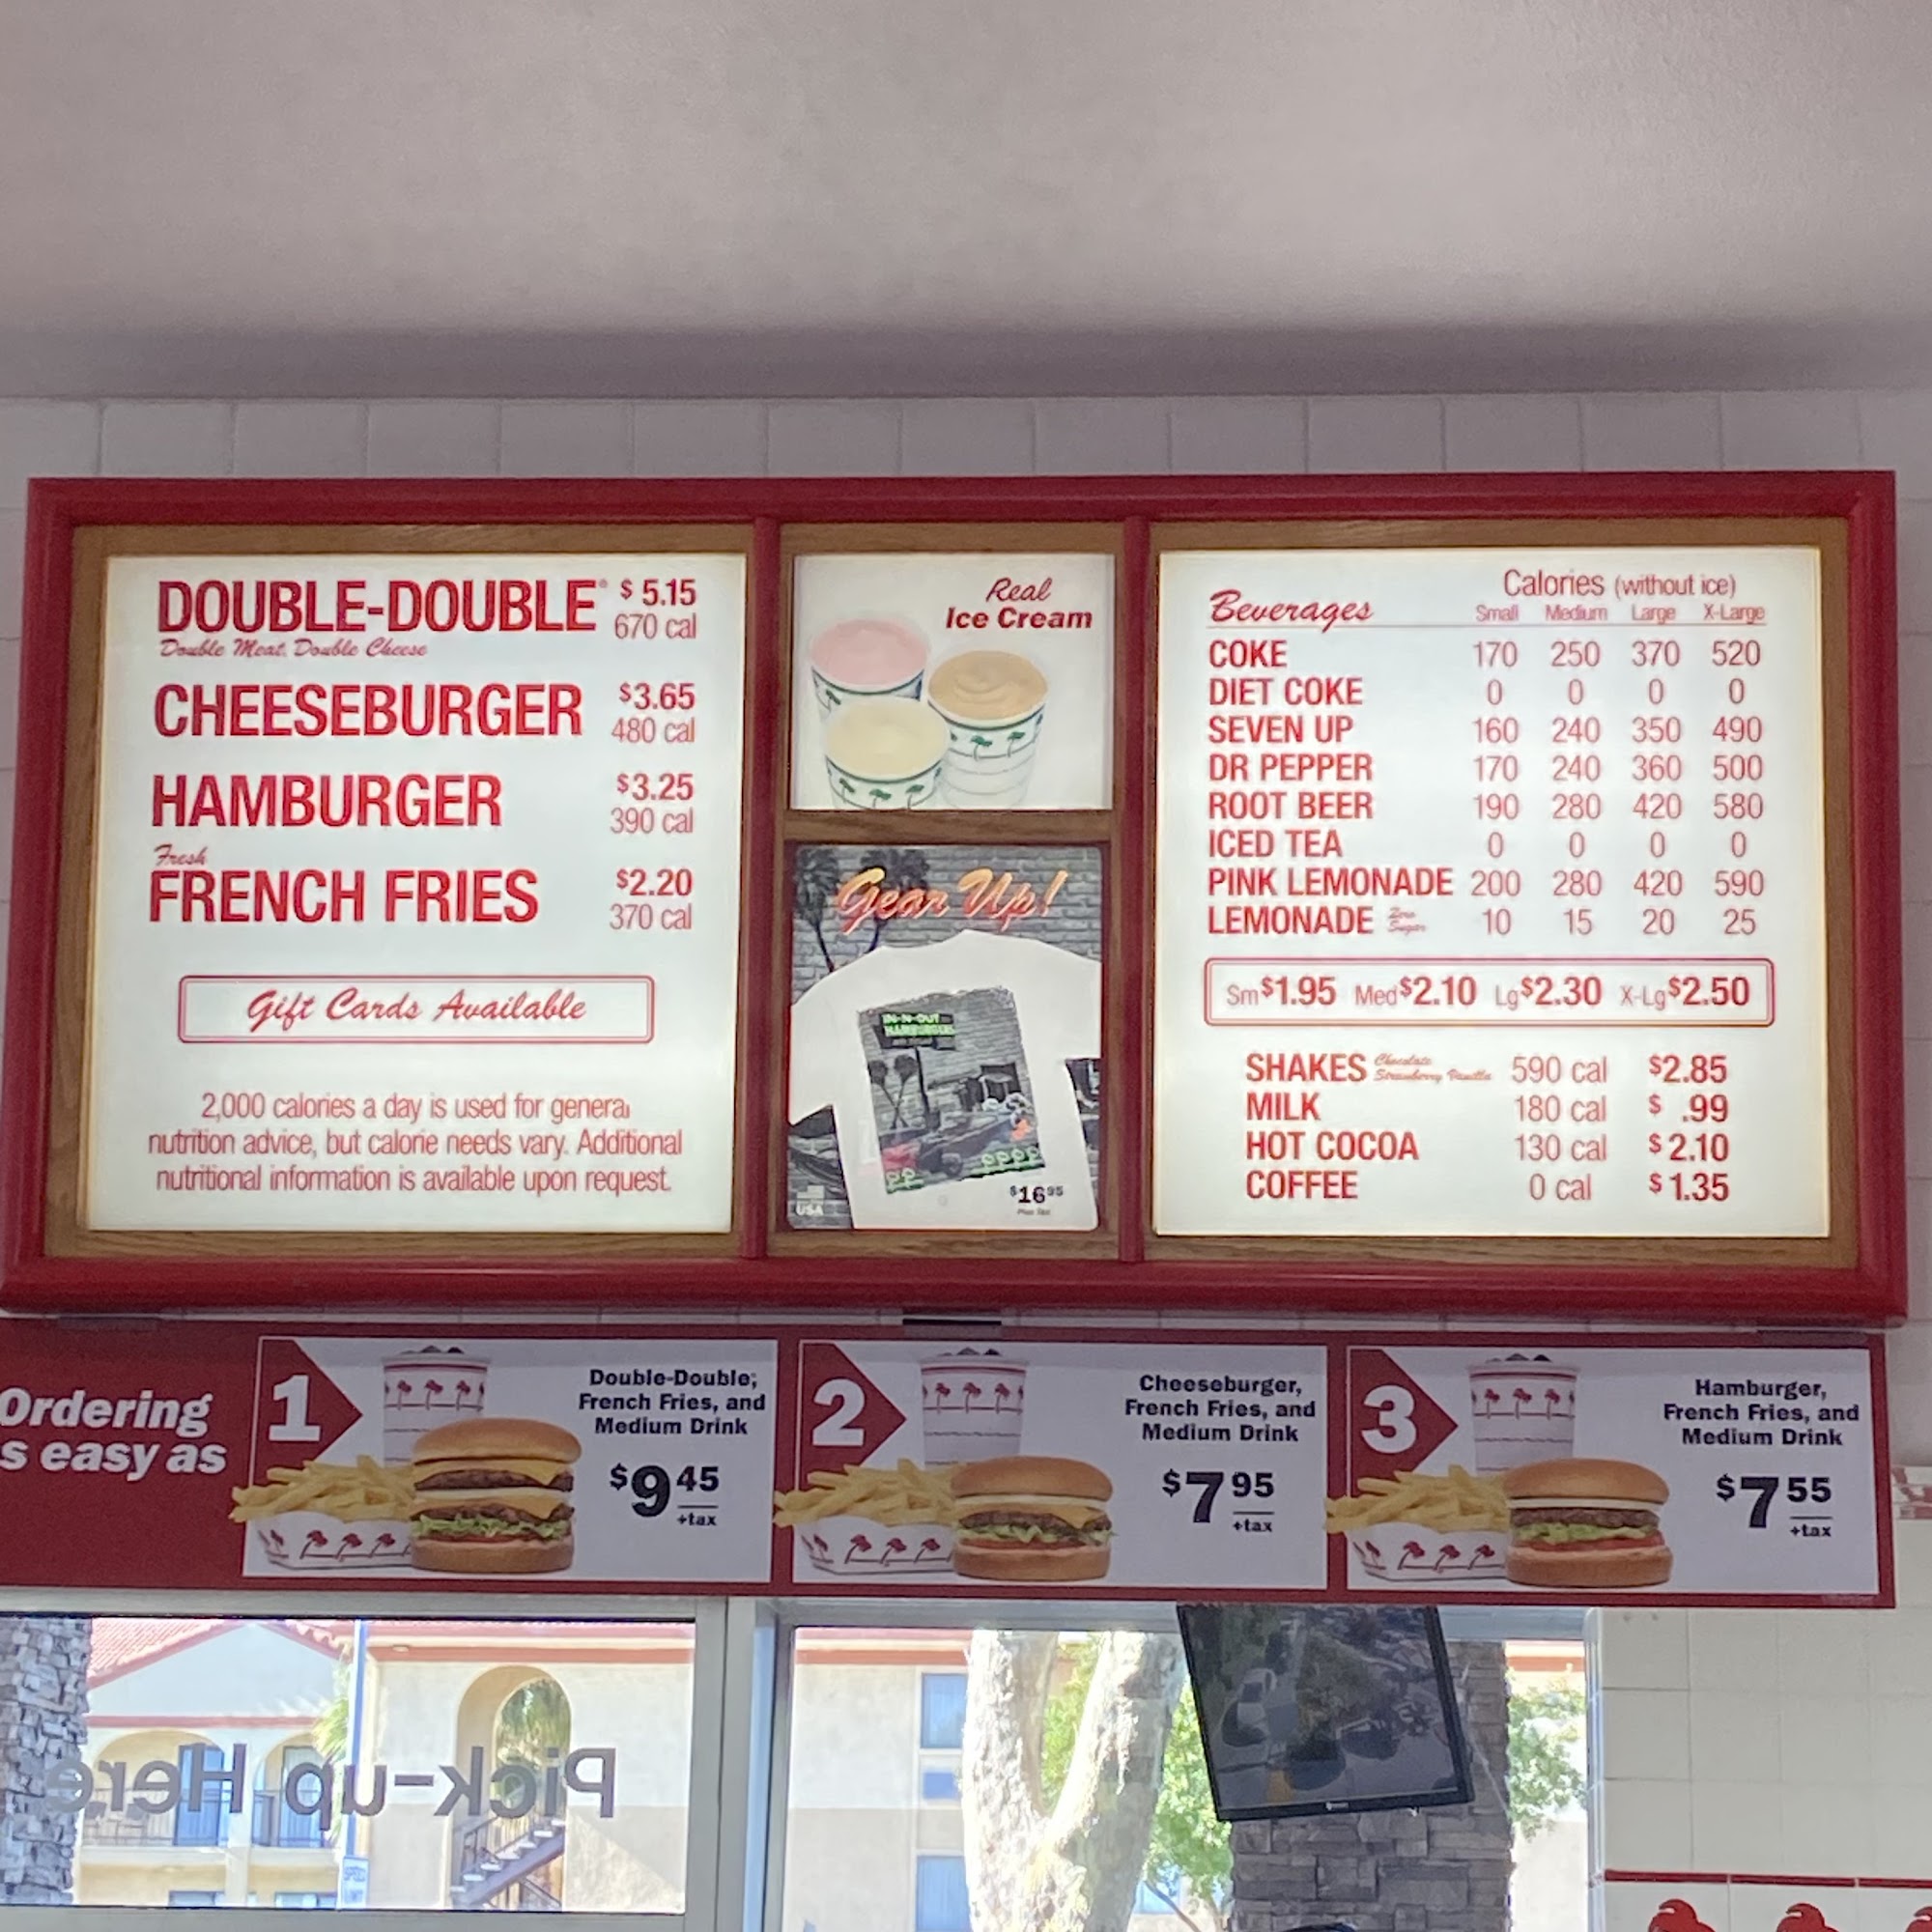 DOUBLE-DOUBLE® $5.15
Double Meat, Double Cheese 670 cal
CHEESEBURGER $3.65
480 cal
HAMBURGER $3.25
390 cal
Fresh
FRENCH FRIES $2.20
370 cal
Gift Cards Available
2,000 calories a day is used for general
nutrition advice, but calorie needs vary. Additional
nutritional information is available upon request.
Real
Ice Cream
Gear Up!
IN-N-OUT
HAMBURGERS
USA
$16.95
Plus Tax
Calories (without ice)
Beverages Small Medium Large X-Large
COKE 170 250 370 520
DIET COKE 0 0 0 0
SEVEN UP 160 240 350 490
DR PEPPER 170 240 360 500
ROOT BEER 190 280 420 580
ICED TEA 0 0 0 0
PINK LEMONADE 200 280 420 590
LEMONADE Zero Sugar 10 15 20 25
Sm $1.95 Med $2.10 Lg $2.30 X-Lg $2.50
SHAKES Chocolate Strawberry Vanilla 590 cal $2.85
MILK 180 cal $ .99
HOT COCOA 130 cal $2.10
COFFEE 0 cal $1.35
Ordering
s easy as
1
Double-Double,
French Fries, and
Medium Drink
$9 45
+tax
2
Cheeseburger,
French Fries, and
Medium Drink
$7 95
+tax
3
Hamburger,
French Fries, and
Medium Drink
$7 55
+tax
Pick-up Here